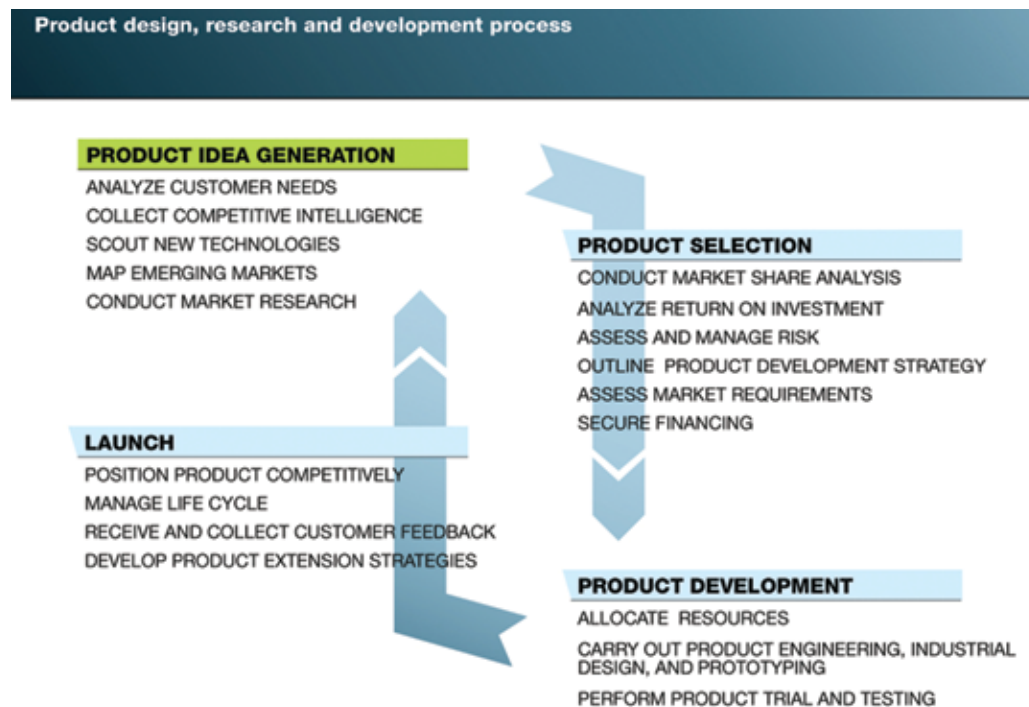 Product design, research and development process
PRODUCT IDEA GENERATION
ANALYZE CUSTOMER NEEDS
COLLECT COMPETITIVE INTELLIGENCE
SCOUT NEW TECHNOLOGIES
MAP EMERGING MARKETS
CONDUCT MARKET RESEARCH
PRODUCT SELECTION
CONDUCT MARKET SHARE ANALYSIS
ANALYZE RETURN ON INVESTMENT
ASSESS AND MANAGE RISK
OUTLINE PRODUCT DEVELOPMENT STRATEGY
ASSESS MARKET REQUIREMENTS
SECURE FINANCING
PRODUCT DEVELOPMENT
ALLOCATE RESOURCES
CARRY OUT PRODUCT ENGINEERING, INDUSTRIAL
DESIGN, AND PROTOTYPING
PERFORM PRODUCT TRIAL AND TESTING
LAUNCH
POSITION PRODUCT COMPETITIVELY
MANAGE LIFE CYCLE
RECEIVE AND COLLECT CUSTOMER FEEDBACK
DEVELOP PRODUCT EXTENSION STRATEGIES